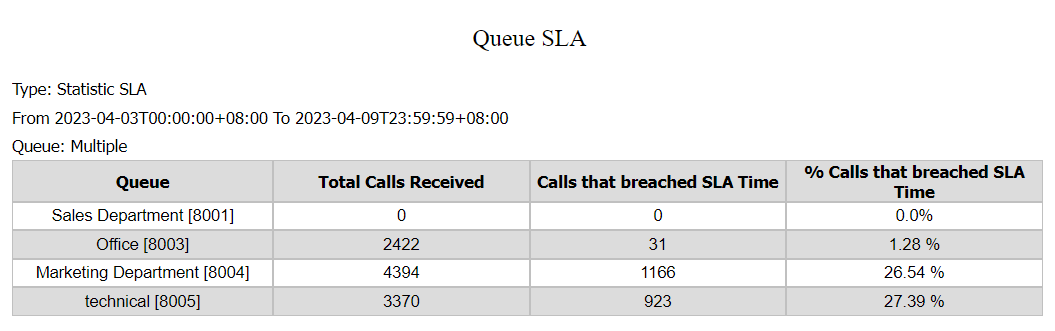 Queue SLA
Type: Statistic SLA
From 2023-04-03T00:00:00+08:00 To 2023-04-09T23:59:59+08:00
Queue: Multiple
Queue Total Calls Received Calls that breached SLA Time % Calls that breached SLA Time
Sales Department [8001] 0 0 0.0%
Office [8003] 2422 31 1.28 %
Marketing Department [8004] 4394 1166 26.54 %
technical [8005] 3370 923 27.39 %